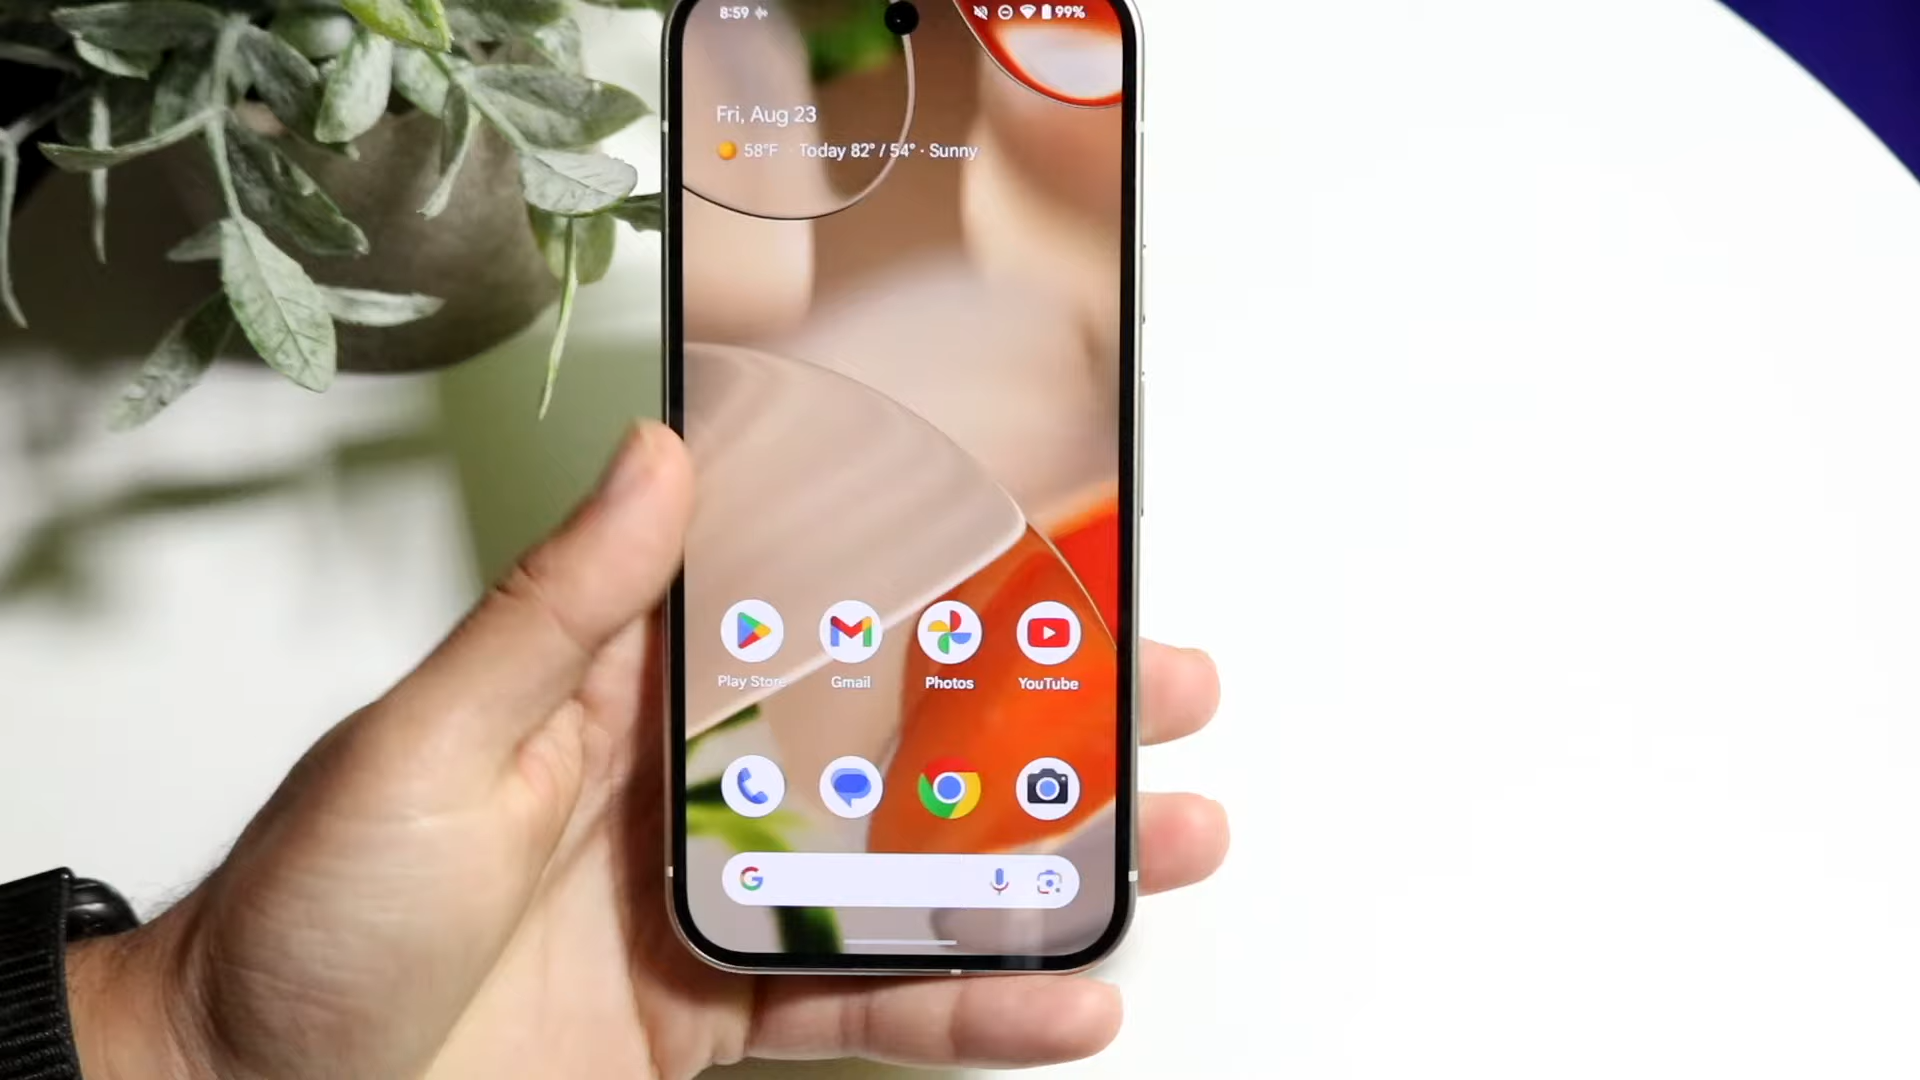 8:59
99%
Fri, Aug 23
58°F · Today 82° / 54° · Sunny
Play Store
Gmail
Photos
YouTube